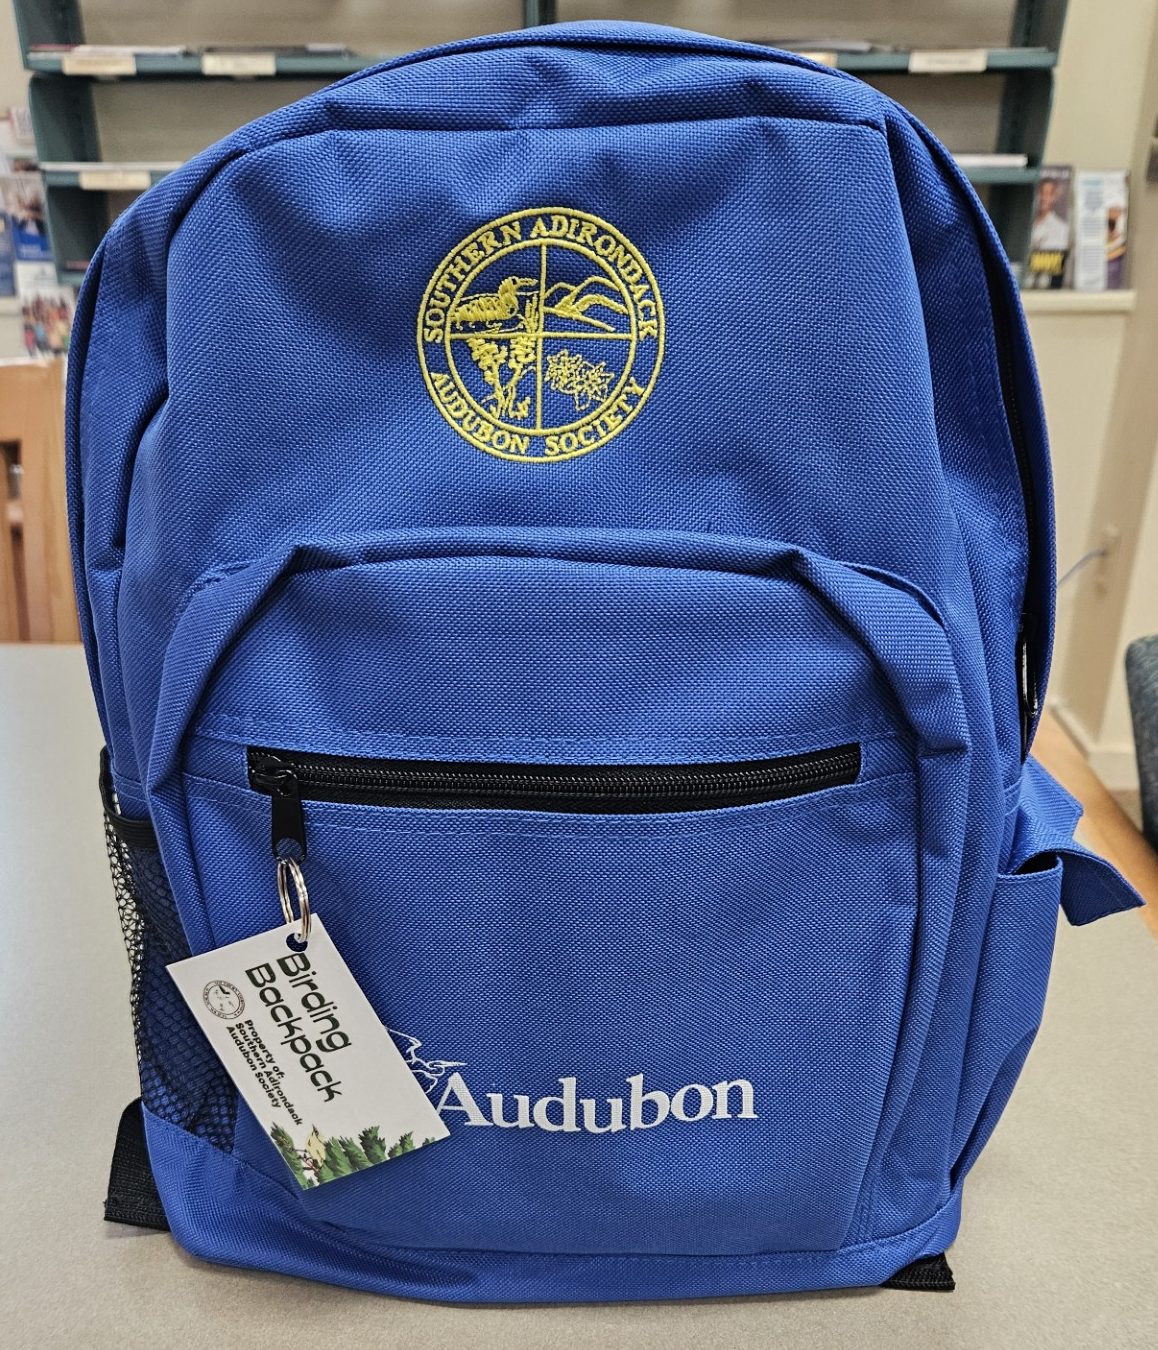 SOUTHERN ADIRONDACK
AUDUBON SOCIETY
Birding
Backpack
Property of:
Southern Adirondack
Audubon Society
Audubon